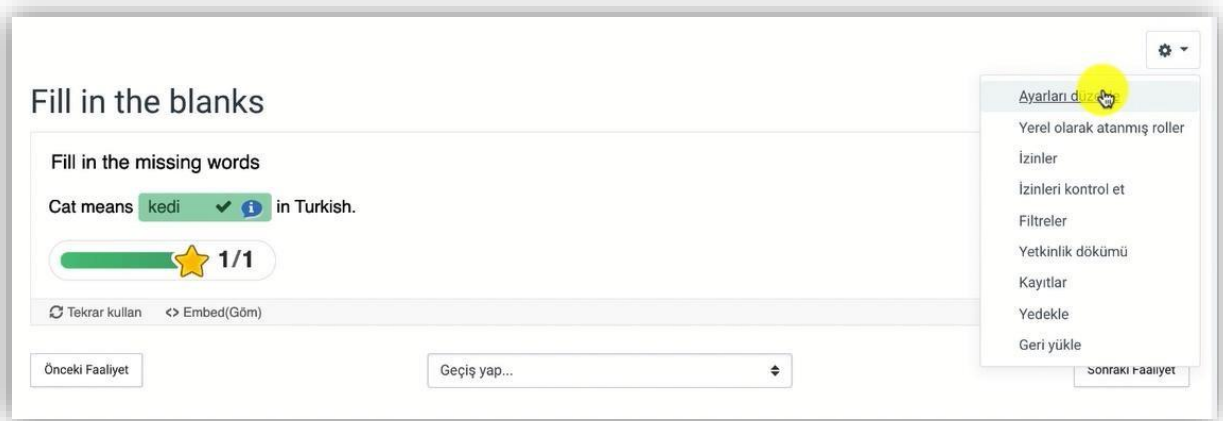 Fill in the blanks
Fill in the missing words
Cat means kedi in Turkish.
1/1
Tekrar kullan <> Embed(Göm)
Önceki Faaliyet
Geçiş yap...
Sonraki Faaliyet
Ayarları düzenle
Yerel olarak atanmış roller
İzinler
İzinleri kontrol et
Filtreler
Yetkinlik dökümü
Kayıtlar
Yedekle
Geri yükle